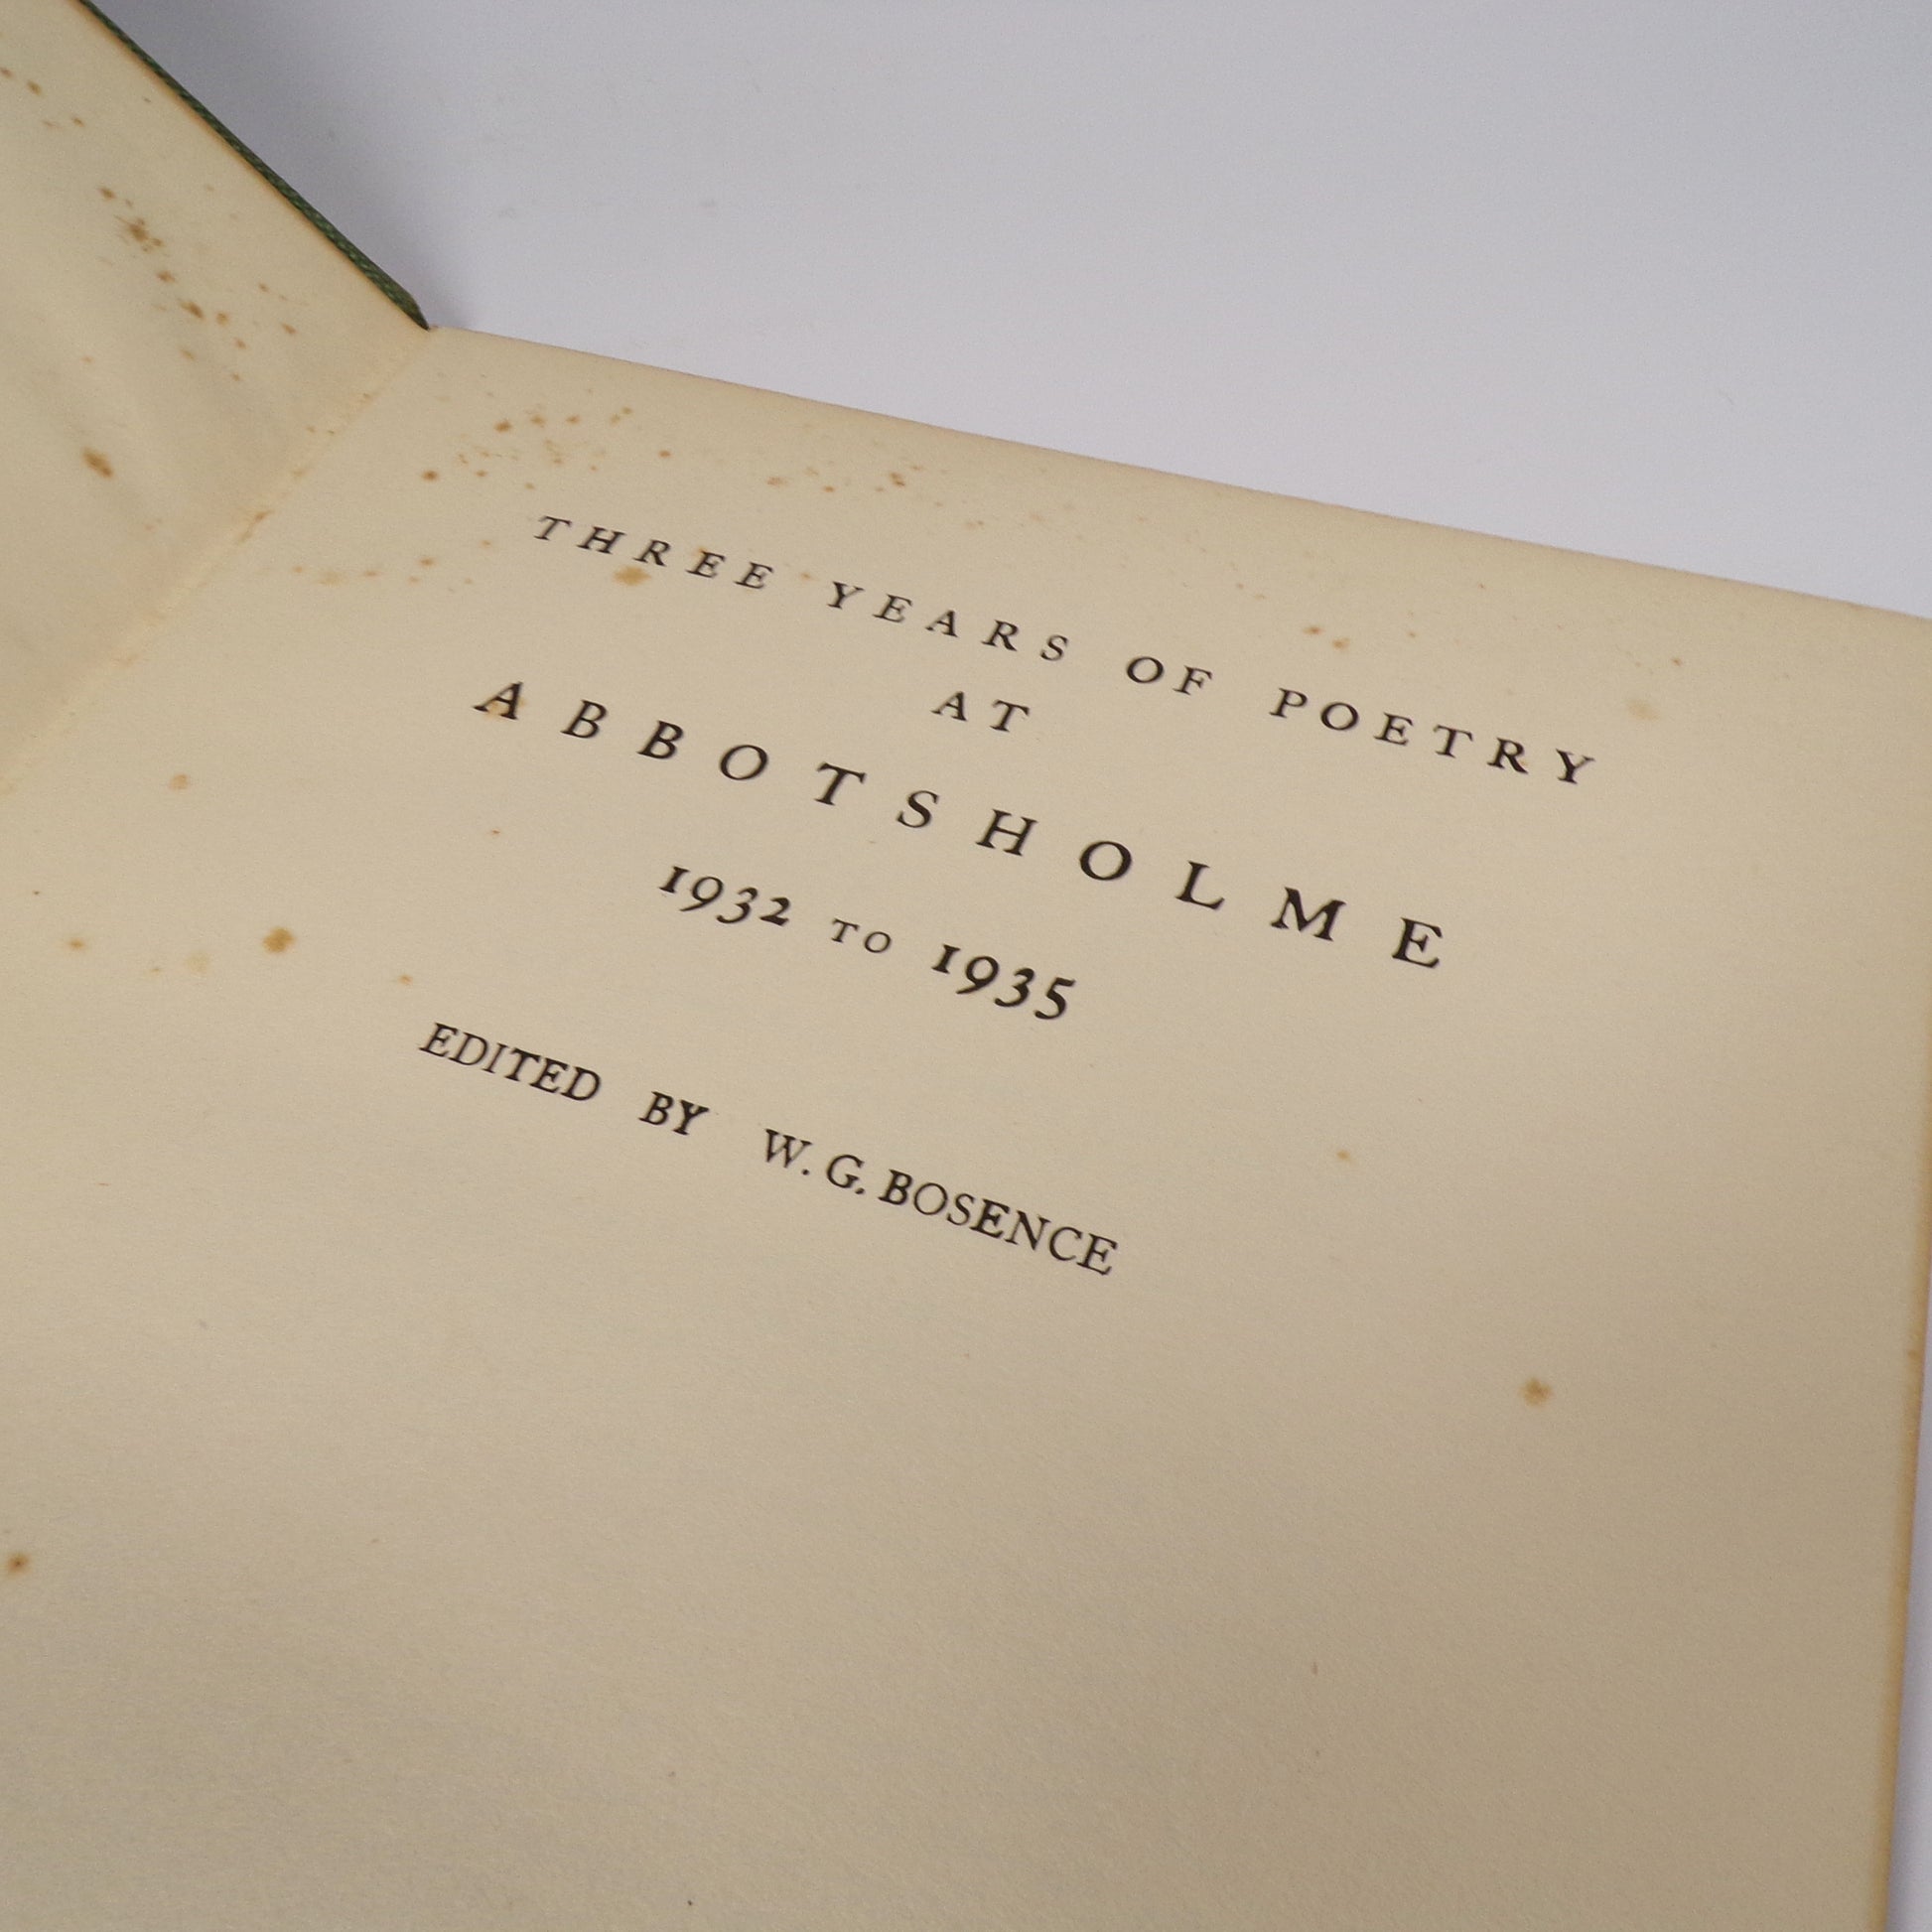 THREE YEARS OF POETRY
AT
ABBOTSHOLME
1932 TO 1935
EDITED BY W. G. BOSENCE